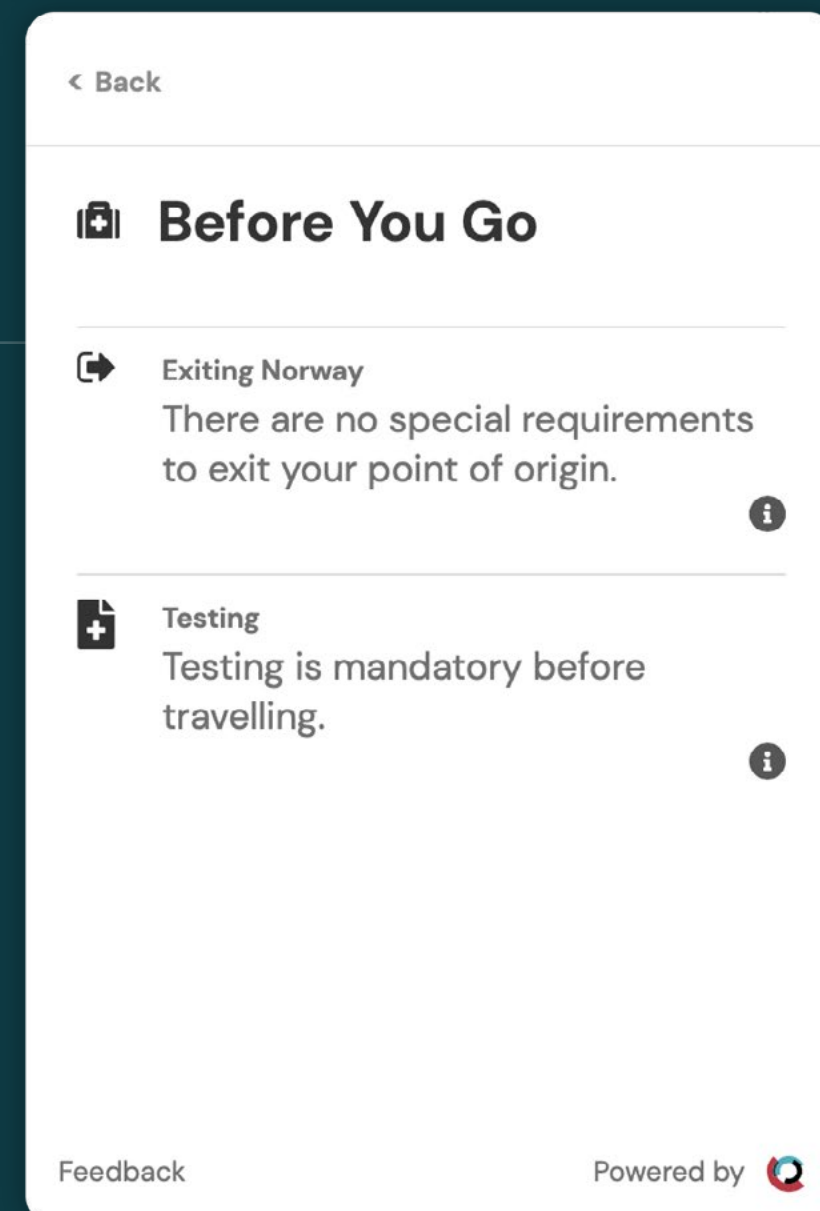 < Back
Before You Go
Exiting Norway
There are no special requirements
to exit your point of origin.
Testing
Testing is mandatory before
travelling.
Feedback
Powered by